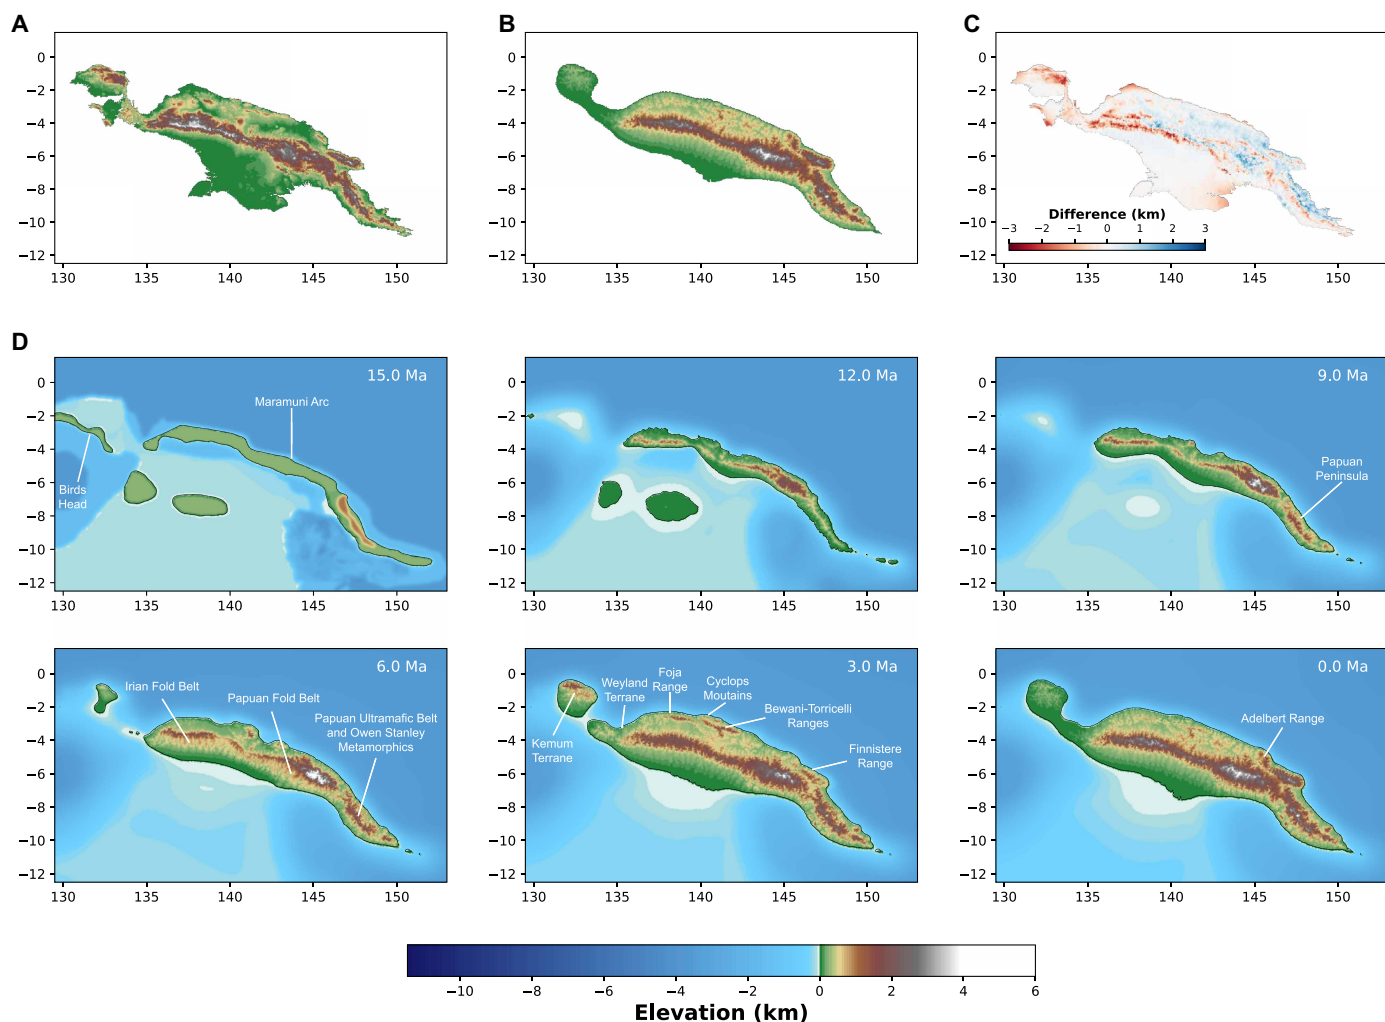 A
B
C
0
−2
−4
−6
−8
−10
−12
130
135
140
145
150
0
−2
−4
−6
−8
−10
−12
130
135
140
145
150
0
−2
−4
−6
−8
−10
−12
Difference (km)
−3 −2 −1 0 1 2 3
130
135
140
145
150
D
15.0 Ma
Maramuni Arc
Birds
Head
0
−2
−4
−6
−8
−10
−12
130
135
140
145
150
12.0 Ma
0
−2
−4
−6
−8
−10
−12
130
135
140
145
150
9.0 Ma
Papuan
Peninsula
0
−2
−4
−6
−8
−10
−12
130
135
140
145
150
6.0 Ma
Irian Fold Belt
Papuan Fold Belt
Papuan Ultramafic Belt
and Owen Stanley
Metamorphics
0
−2
−4
−6
−8
−10
−12
130
135
140
145
150
3.0 Ma
Weyland
Terrane
Foja
Range
Cyclops
Moutains
Bewani-Torricelli
Ranges
Kemum
Terrane
Finnistere
Range
0
−2
−4
−6
−8
−10
−12
130
135
140
145
150
0.0 Ma
Adelbert Range
0
−2
−4
−6
−8
−10
−12
130
135
140
145
150
−10 −8 −6 −4 −2 0 2 4 6
Elevation (km)